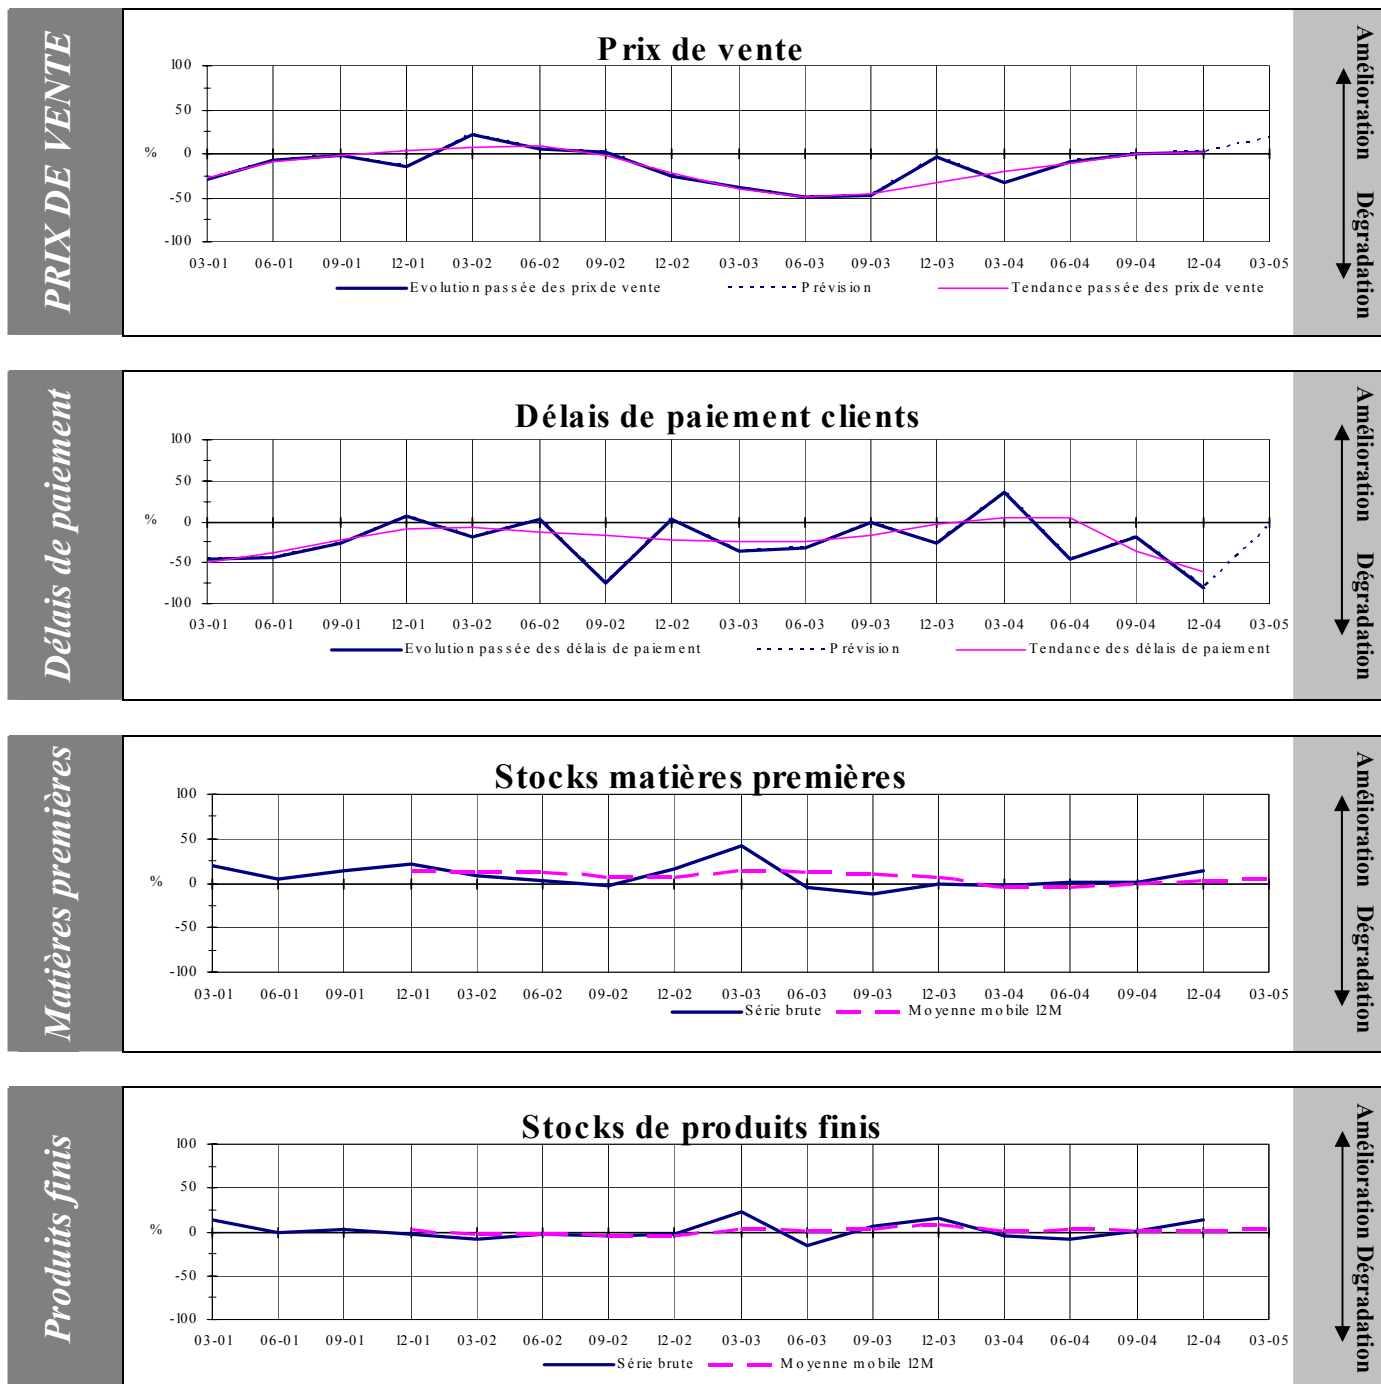 PRIX DE VENTE
Prix de vente
100
50
0
-50
-100
%
03-01 06-01 09-01 12-01 03-02 06-02 09-02 12-02 03-03 06-03 09-03 12-03 03-04 06-04 09-04 12-04 03-05
Evolution passée des prix de vente Prévision Tendance passée des prix de vente
Amélioration
Dégradation
Délais de paiement
Délais de paiement clients
100
50
0
-50
-100
%
03-01 06-01 09-01 12-01 03-02 06-02 09-02 12-02 03-03 06-03 09-03 12-03 03-04 06-04 09-04 12-04 03-05
Evolution passée des délais de paiement Prévision Tendance des délais de paiement
Amélioration
Dégradation
Matières premières
Stocks matières premières
100
50
0
-50
-100
%
03-01 06-01 09-01 12-01 03-02 06-02 09-02 12-02 03-03 06-03 09-03 12-03 03-04 06-04 09-04 12-04 03-05
Série brute Moyenne mobile 12M
Amélioration
Dégradation
Produits finis
Stocks de produits finis
100
50
0
-50
-100
%
03-01 06-01 09-01 12-01 03-02 06-02 09-02 12-02 03-03 06-03 09-03 12-03 03-04 06-04 09-04 12-04 03-05
Série brute Moyenne mobile 12M
Amélioration Dégradation